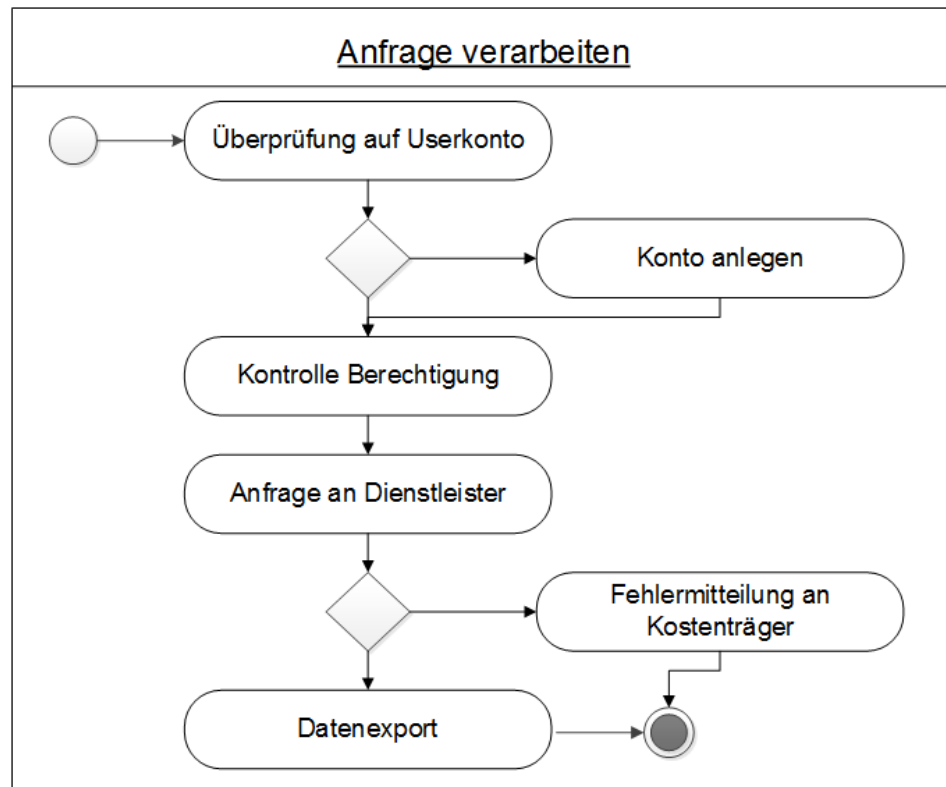 Anfrage verarbeiten
Überprüfung auf Userkonto
Konto anlegen
Kontrolle Berechtigung
Anfrage an Dienstleister
Fehlermitteilung an
Kostenträger
Datenexport